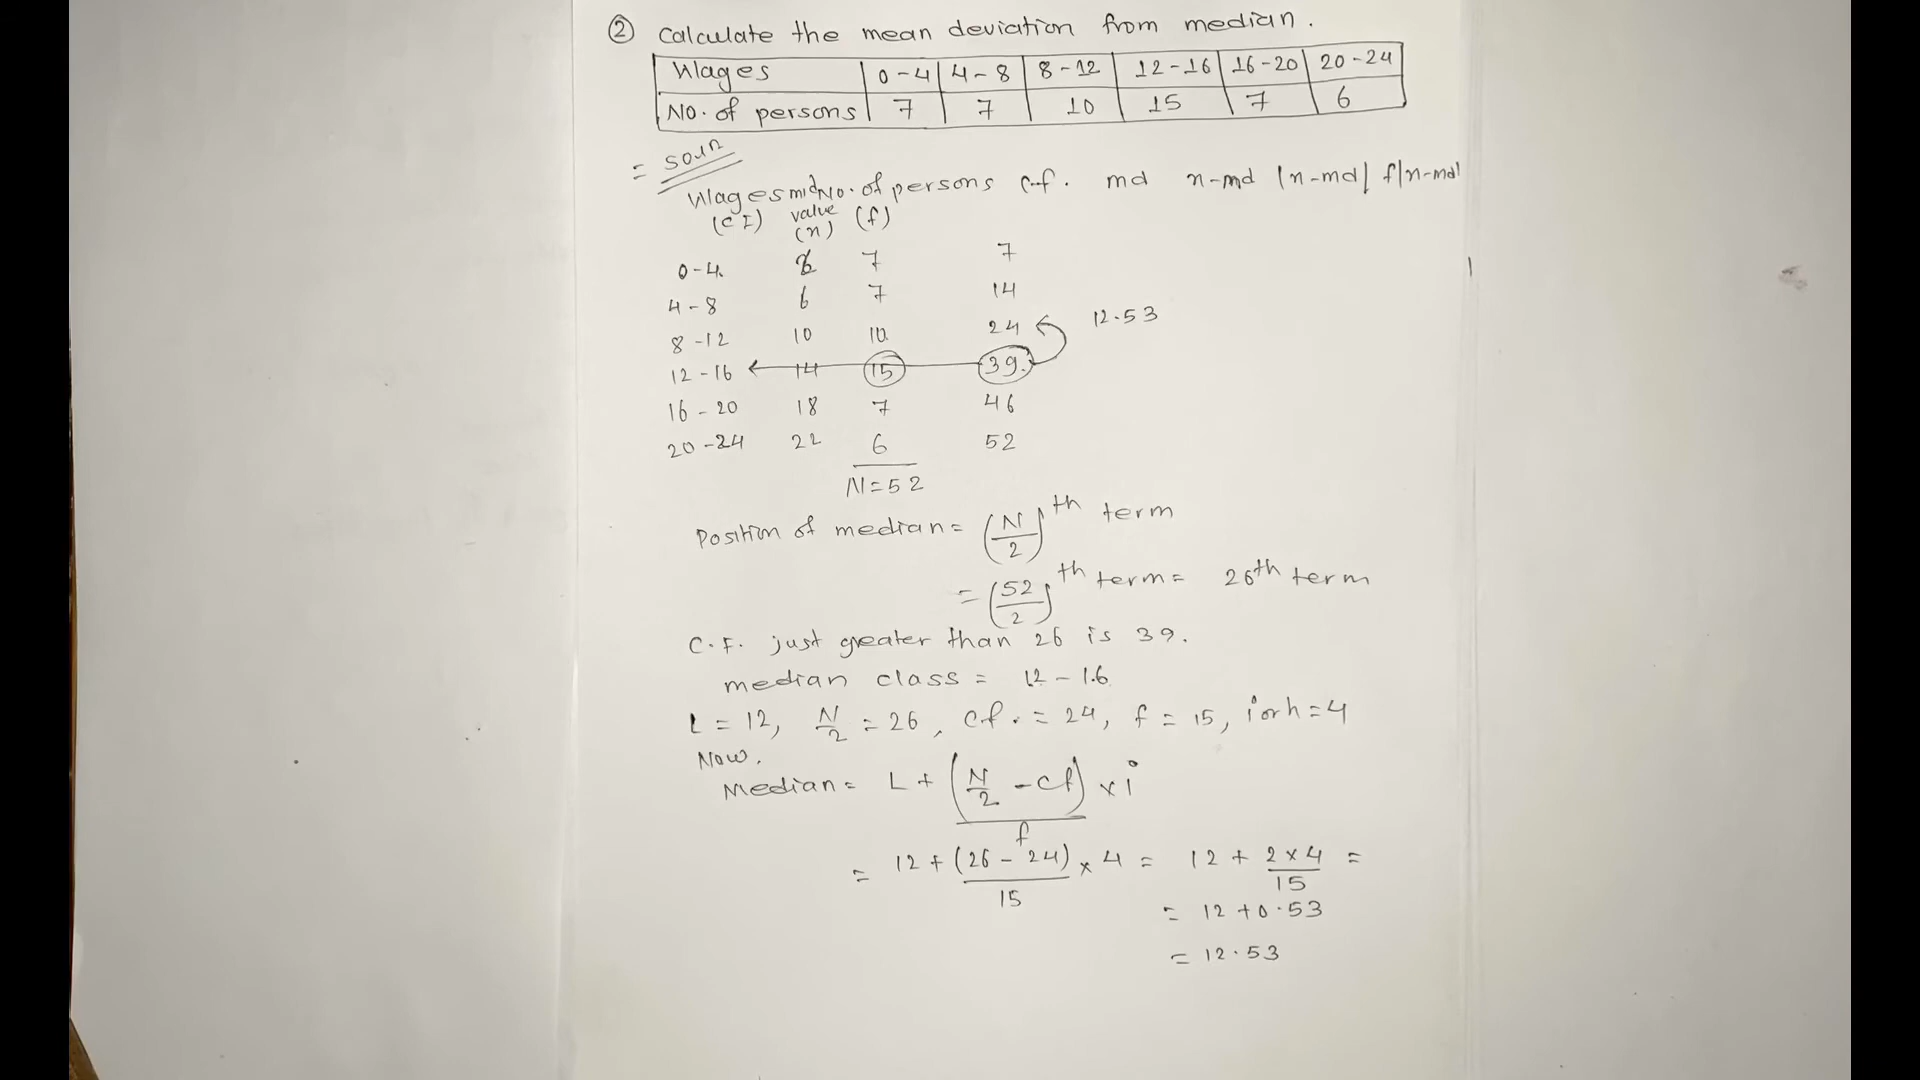 ② Calculate the mean deviation from median.
Wages 0-4 4-8 8-12 12-16 16-20 20-24
No. of persons 7 7 10 15 7 6
= Soln
Wages mid No. of persons c.f. md x-md |x-md| f|x-md|
(CI) value (f)
(x)
0-4 2 7 7
4-8 6 7 14
8-12 10 10 24 12.53
12-16 14 15 39
16-20 18 7 46
20-24 22 6 52
N=52
Position of median = (N/2)th term
= (52/2)th term = 26th term
C.F. just greater than 26 is 39.
median class = 12-16
L = 12, N/2 = 26, cf. = 24, f = 15, i or h = 4
Now,
Median = L + (N/2 - cf)/f × i
= 12 + (26-24)/15 × 4 = 12 + 2×4/15 =
= 12 + 0.53
= 12.53